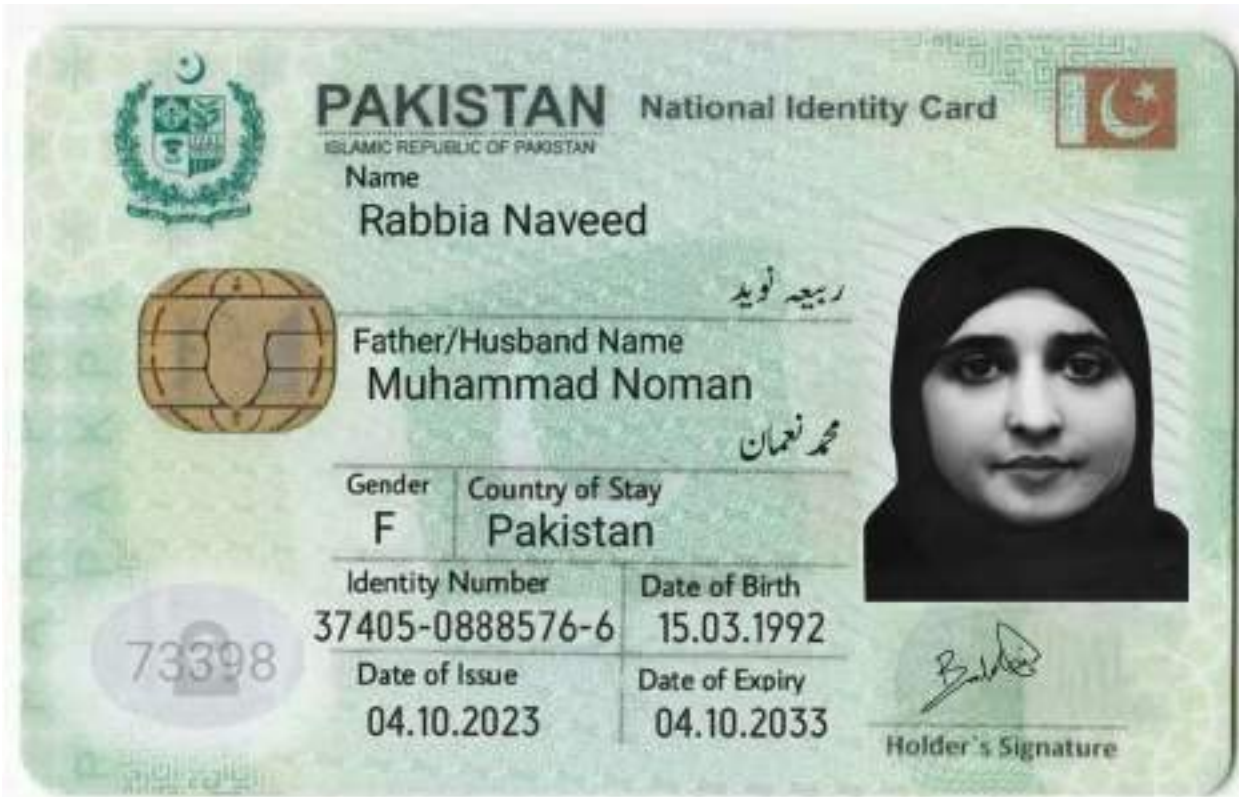 PAKISTAN National Identity Card
ISLAMIC REPUBLIC OF PAKISTAN
Name
Rabbia Naveed
ربیعہ نوید
Father/Husband Name
Muhammad Noman
محمد نعمان
Gender Country of Stay
F Pakistan
Identity Number Date of Birth
37405-0888576-6 15.03.1992
73398
Date of Issue Date of Expiry
04.10.2023 04.10.2033
Holder's Signature